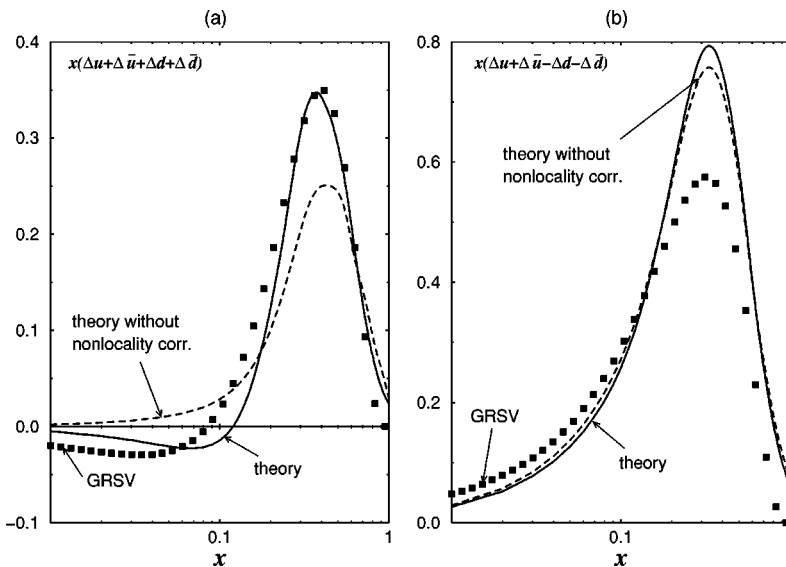 (a)
x(Δu+Δū+Δd+Δd̄)
0.4
0.3
0.2
0.1
0.0
−0.1
theory without
nonlocality corr.
GRSV
theory
0.1
1
x
(b)
x(Δu+Δū−Δd−Δd̄)
0.8
0.6
0.4
0.2
0.0
theory without
nonlocality corr.
GRSV
theory
0.1
x